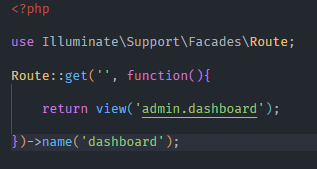 <?php
use Illuminate\Support\Facades\Route;
Route::get('', function(){
return view('admin.dashboard');
})->name('dashboard');